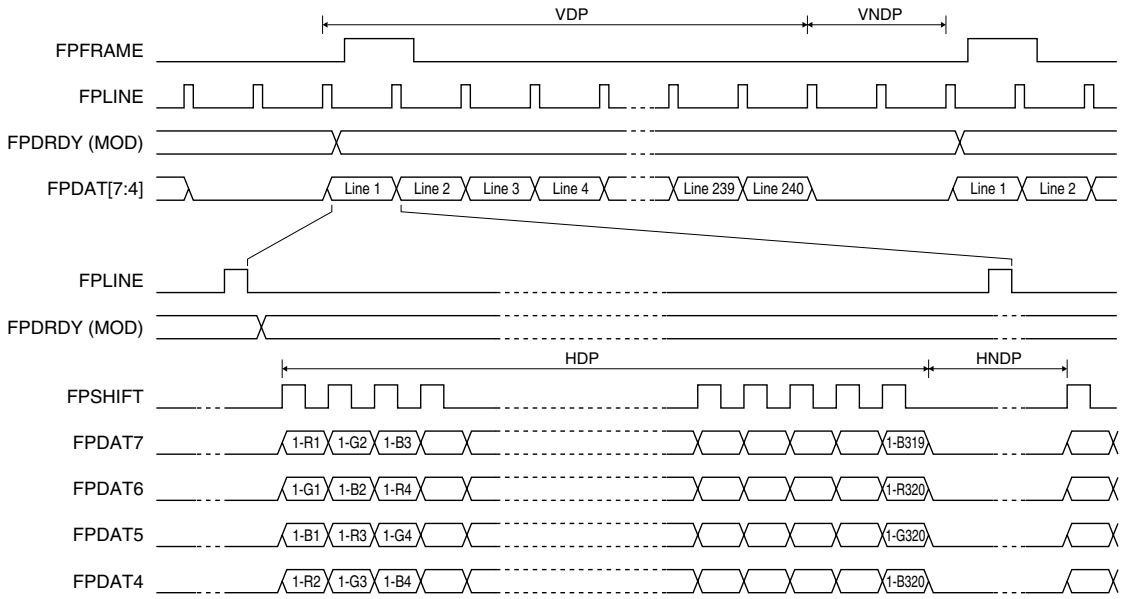 VDP VNDP
FPFRAME
FPLINE
FPDRDY (MOD)
FPDAT[7:4] Line 1 Line 2 Line 3 Line 4 Line 239 Line 240 Line 1 Line 2
FPLINE
FPDRDY (MOD)
HDP HNDP
FPSHIFT
FPDAT7 1-R1 1-G2 1-B3 1-B319
FPDAT6 1-G1 1-B2 1-R4 1-R320
FPDAT5 1-B1 1-R3 1-G4 1-G320
FPDAT4 1-R2 1-G3 1-B4 1-B320